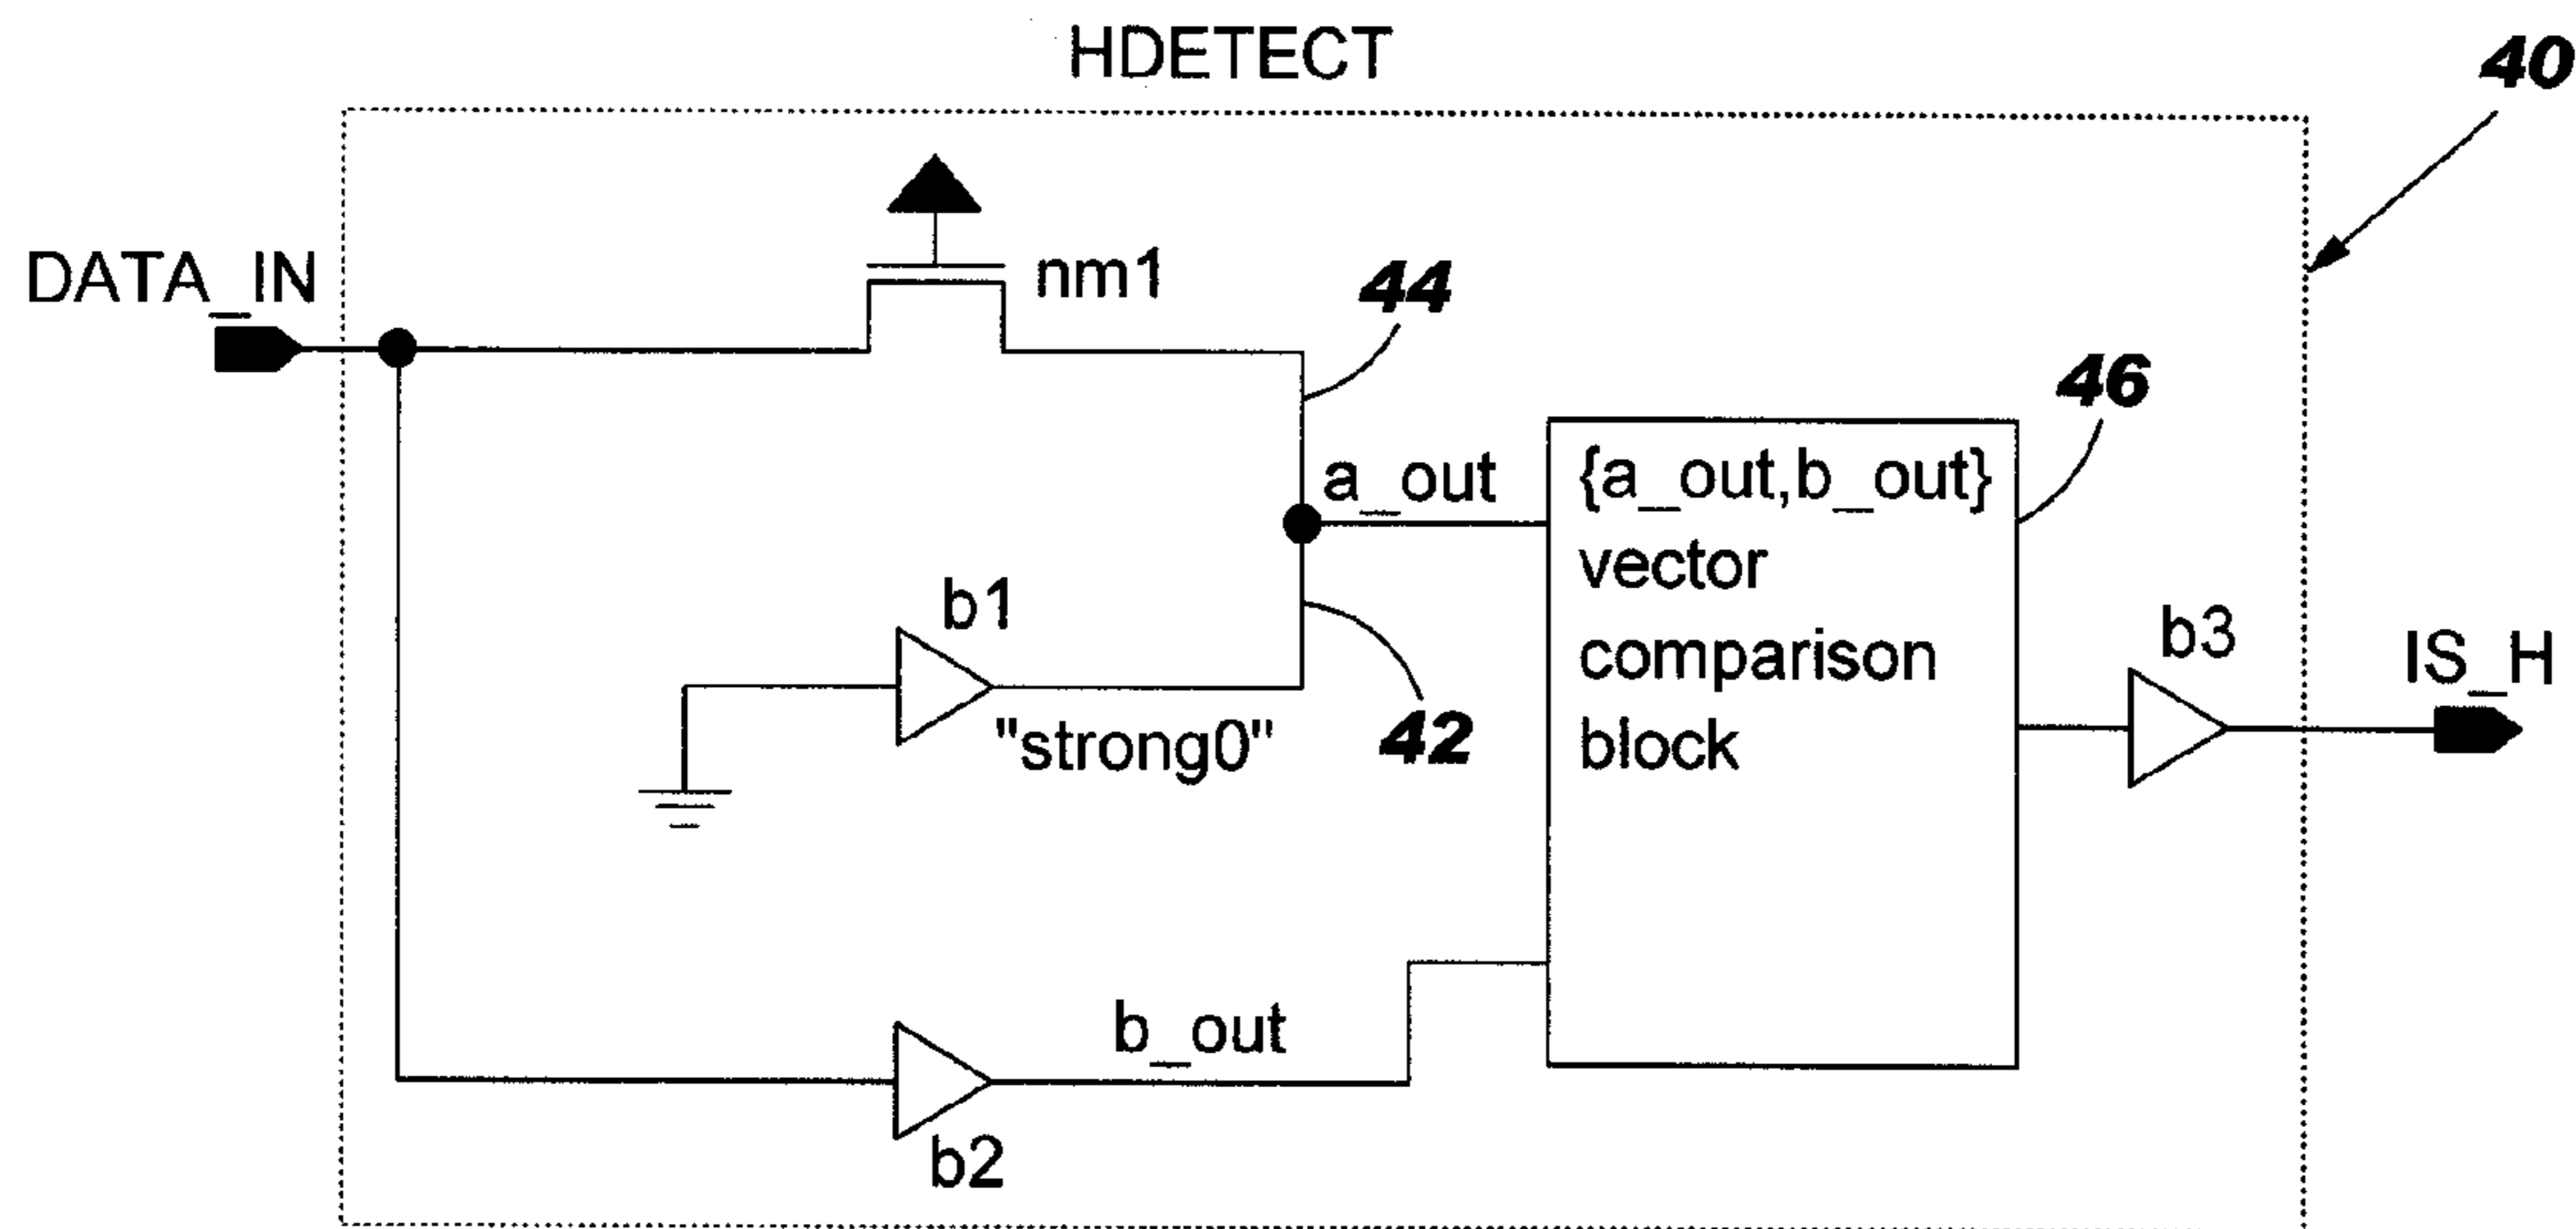 HDETECT
40
DATA_IN
nm1
44
46
a_out
{a_out,b_out}
vector
comparison
block
b1
"strong0"
42
b3
IS_H
b_out
b2